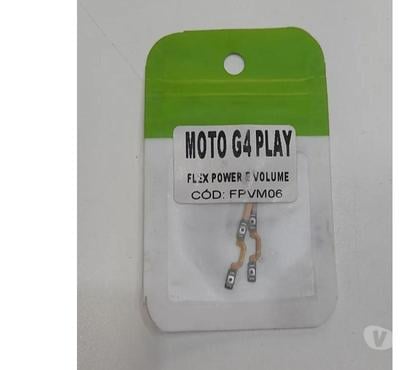 MOTO G4 PLAY
FLEX POWER E VOLUME
CÓD: FPVM06
V